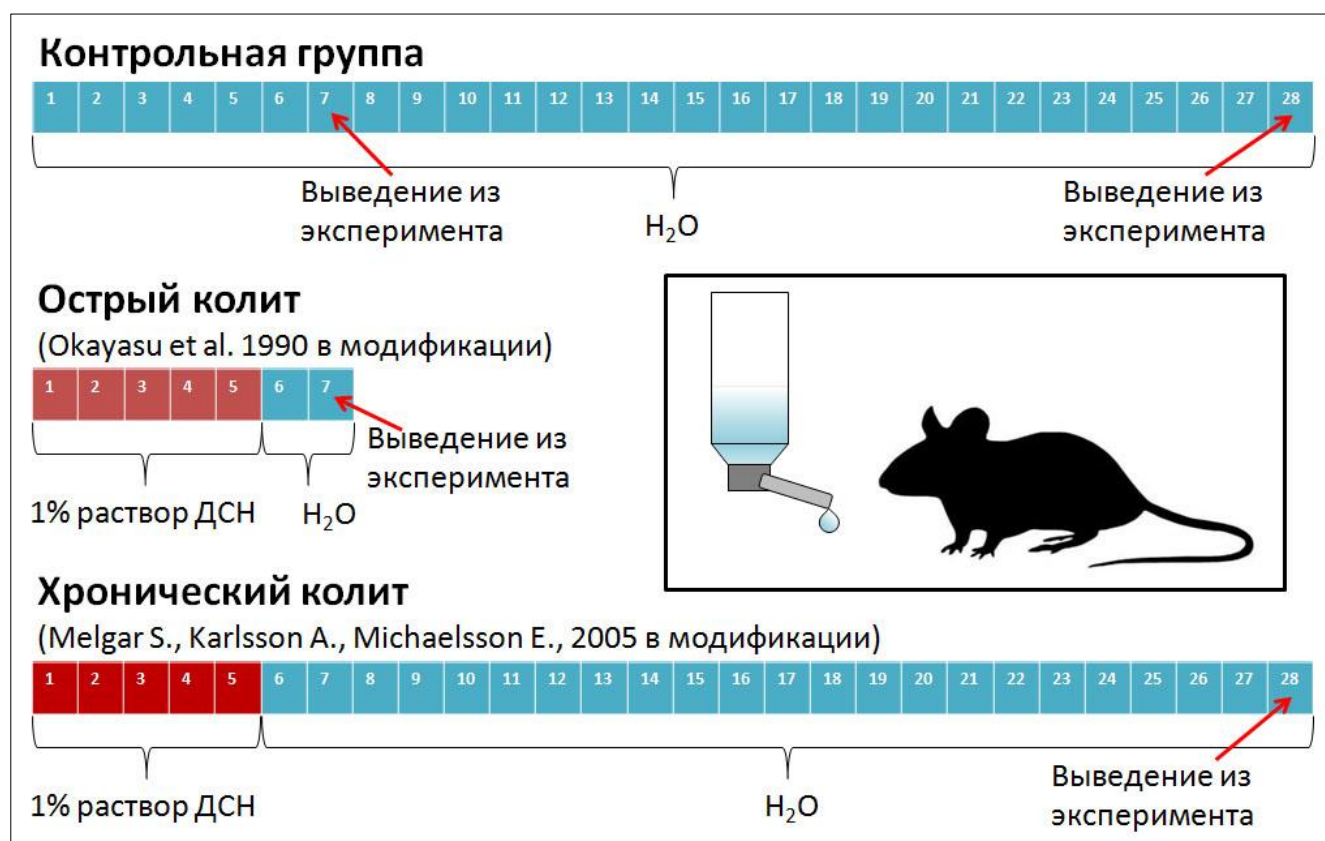 Контрольная группа
1 2 3 4 5 6 7 8 9 10 11 12 13 14 15 16 17 18 19 20 21 22 23 24 25 26 27 28
Выведение из
эксперимента
H₂O
Выведение из
эксперимента
Острый колит
(Okayasu et al. 1990 в модификации)
1 2 3 4 5 6 7
Выведение из
эксперимента
1% раствор ДСН
H₂O
Хронический колит
(Melgar S., Karlsson A., Michaelsson E., 2005 в модификации)
1 2 3 4 5 6 7 8 9 10 11 12 13 14 15 16 17 18 19 20 21 22 23 24 25 26 27 28
1% раствор ДСН
H₂O
Выведение из
эксперимента